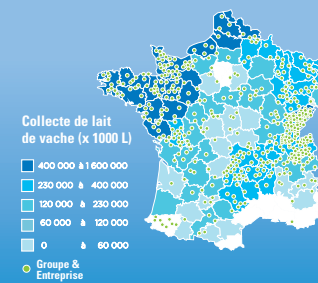 Collecte de lait
de vache (x 1000 L)
400 000 à 1 600 000
230 000 à 400 000
120 000 à 230 000
60 000 à 120 000
0 à 60 000
Groupe &
Entreprise